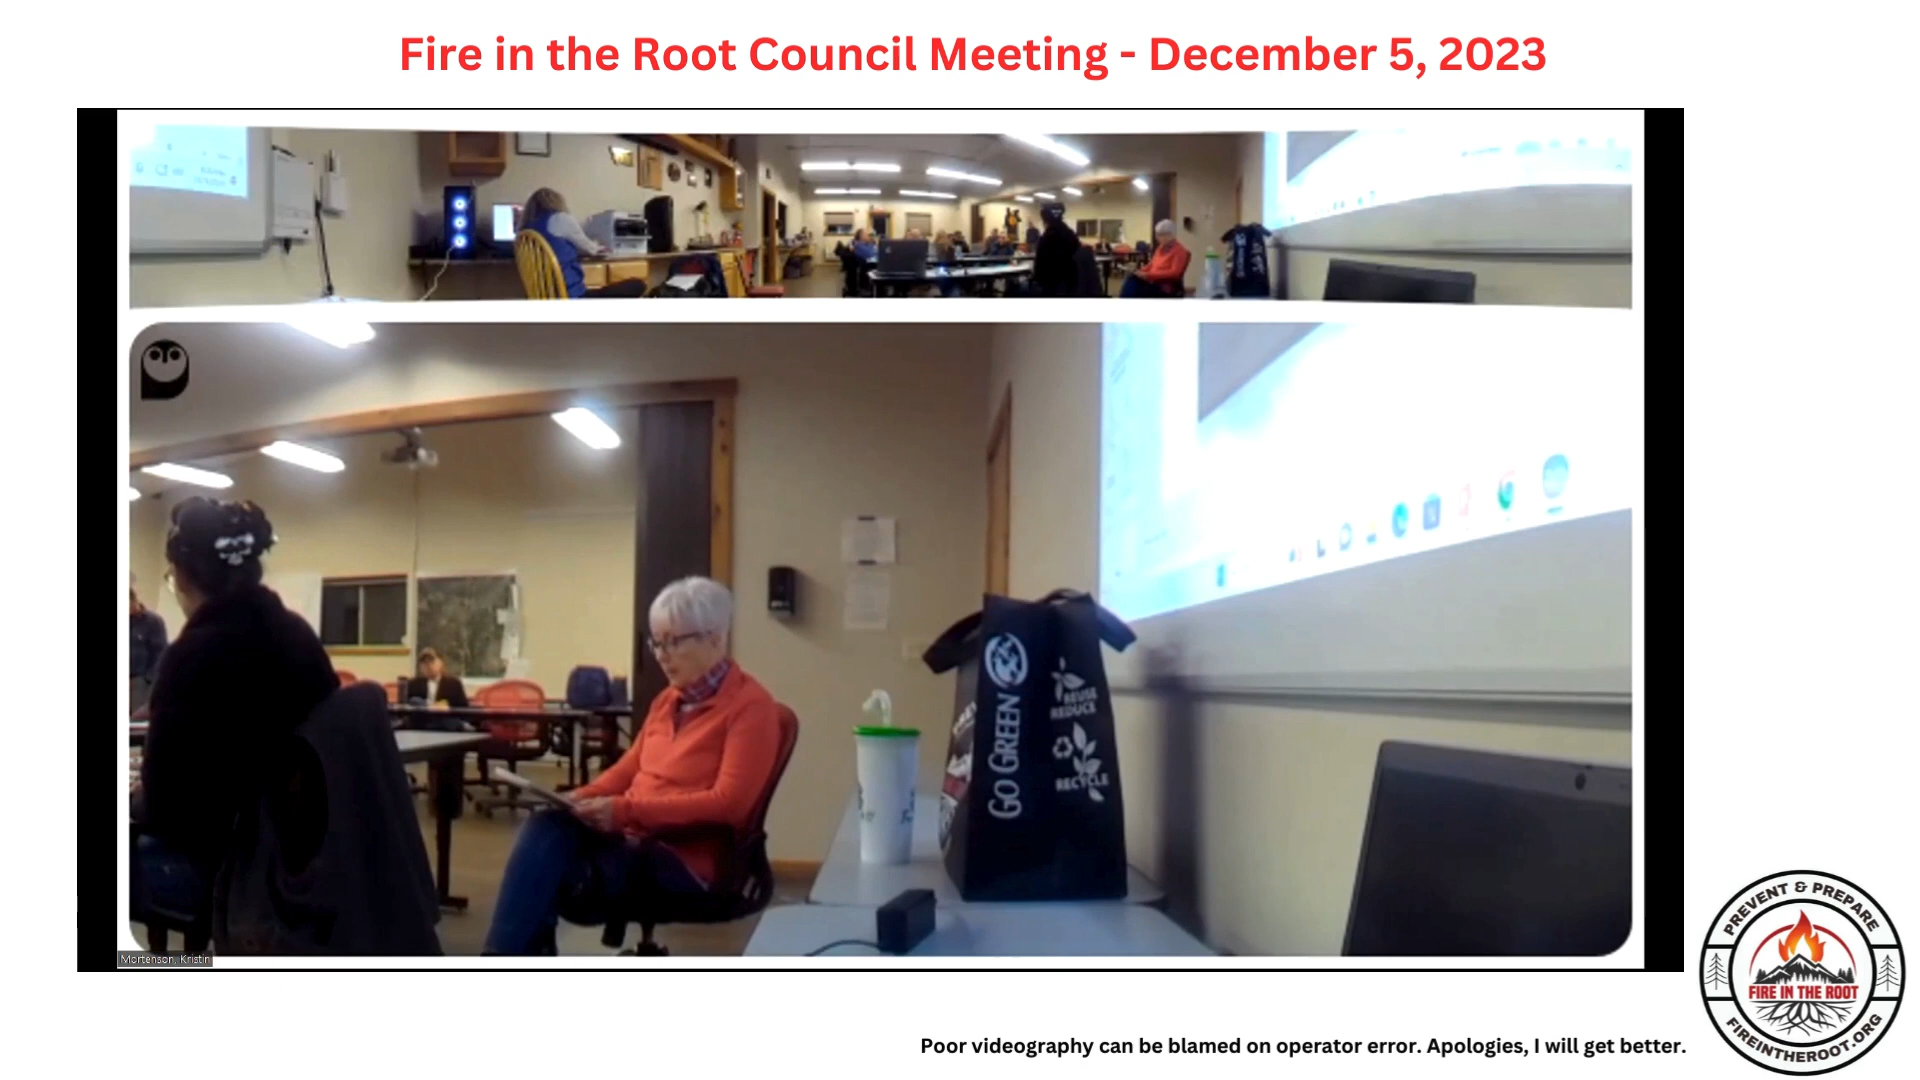 Fire in the Root Council Meeting - December 5, 2023
GO GREEN
REUSE
REDUCE
RECYCLE
Mortenson, Kristin
PREVENT & PREPARE
FIRE IN THE ROOT
FIREINTHEROOT.ORG
Poor videography can be blamed on operator error. Apologies, I will get better.